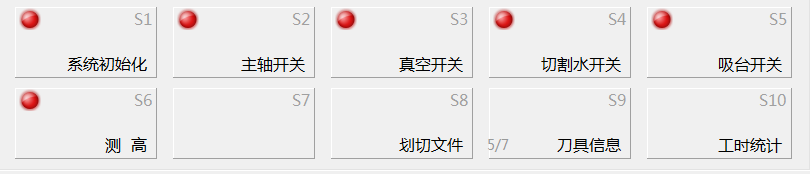 S1
系统初始化
S2
主轴开关
S3
真空开关
S4
切割水开关
S5
吸台开关
S6
测 高
S7
S8
划切文件
S9
5/7 刀具信息
S10
工时统计